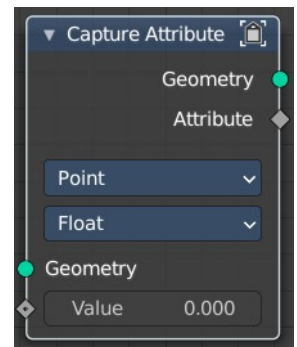 Capture Attribute
Geometry
Attribute
Point
Float
Geometry
Value 0.000